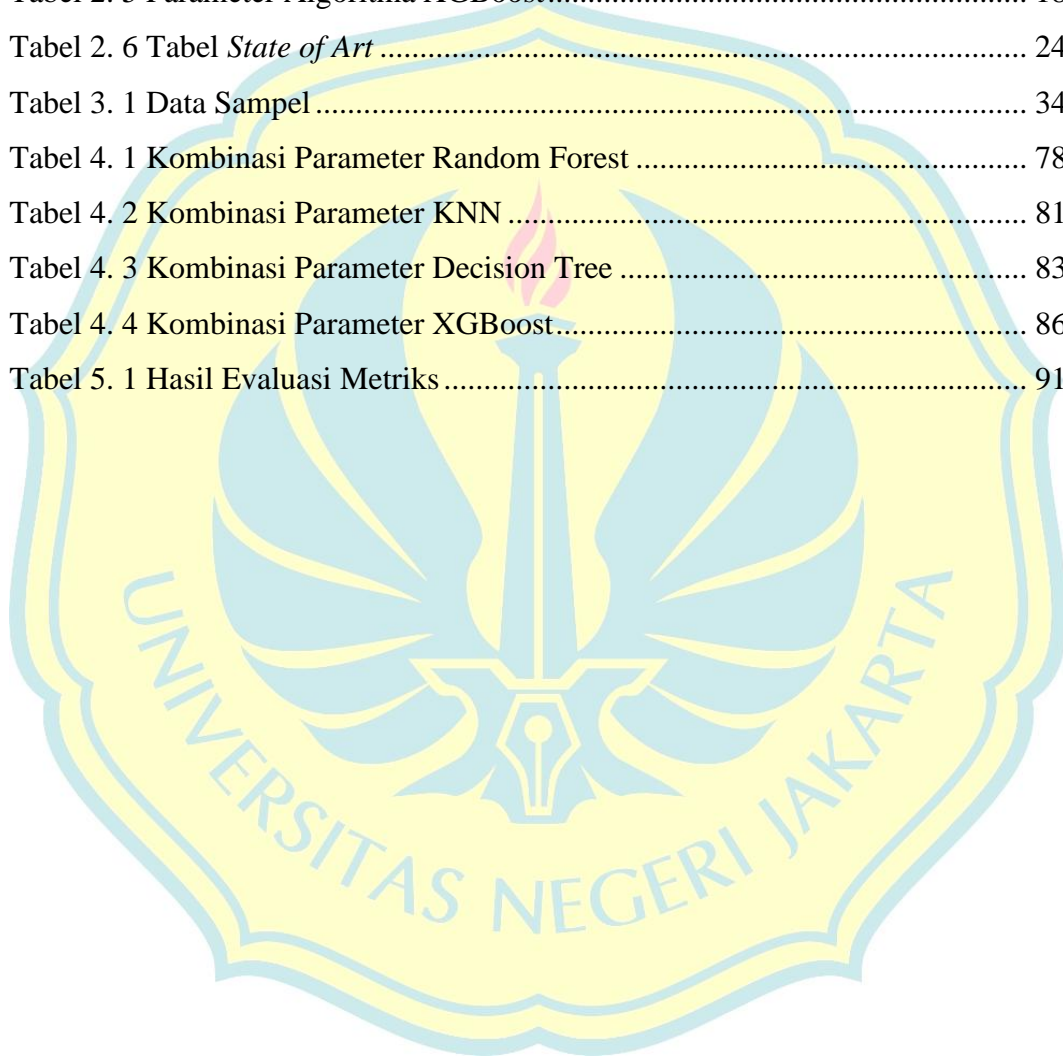 Tabel 2. 6 Tabel State of Art ........................................................................................ 24
Tabel 3. 1 Data Sampel ................................................................................................. 34
Tabel 4. 1 Kombinasi Parameter Random Forest ...................................................... 78
Tabel 4. 2 Kombinasi Parameter KNN ....................................................................... 81
Tabel 4. 3 Kombinasi Parameter Decision Tree ........................................................ 83
Tabel 4. 4 Kombinasi Parameter XGBoost ................................................................ 86
Tabel 5. 1 Hasil Evaluasi Metriks ................................................................................ 91
UNIVERSITAS NEGERI JAKARTA